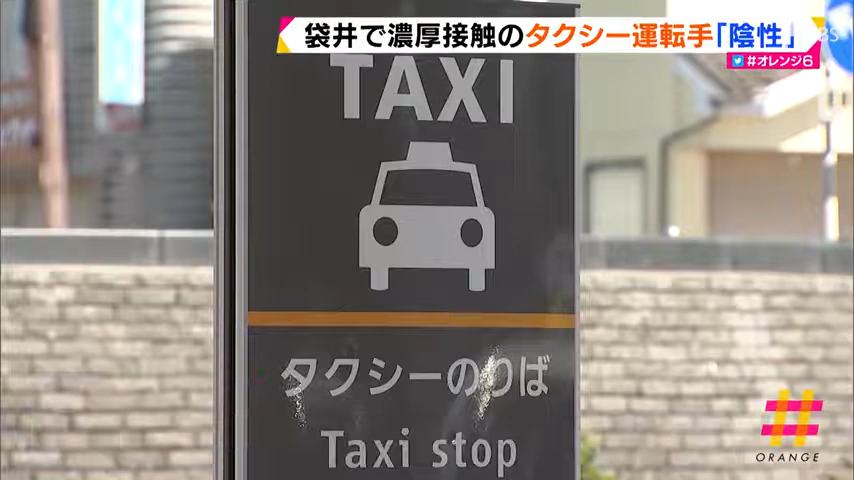 袋井で濃厚接触のタクシー運転手「陰性」
#オレンジ6
TAXI
タクシーのりば
Taxi stop
ORANGE